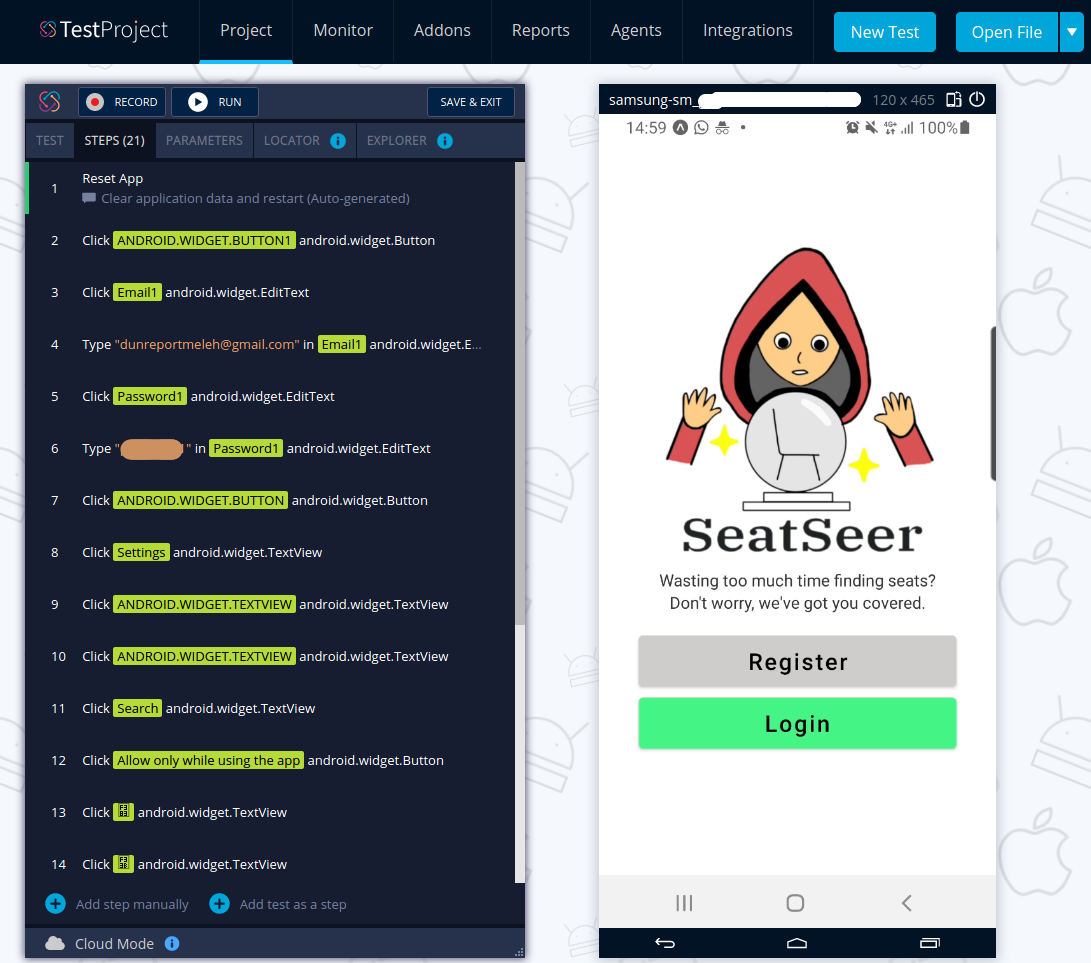 TestProject
Project
Monitor
Addons
Reports
Agents
Integrations
New Test
Open File
RECORD
RUN
SAVE & EXIT
TEST
STEPS (21)
PARAMETERS
LOCATOR
EXPLORER
1 Reset App
Clear application data and restart (Auto-generated)
2 Click ANDROID.WIDGET.BUTTON1 android.widget.Button
3 Click Email1 android.widget.EditText
4 Type "dunreportmeleh@gmail.com" in Email1 android.widget.E...
5 Click Password1 android.widget.EditText
6 Type " " in Password1 android.widget.EditText
7 Click ANDROID.WIDGET.BUTTON android.widget.Button
8 Click Settings android.widget.TextView
9 Click ANDROID.WIDGET.TEXTVIEW android.widget.TextView
10 Click ANDROID.WIDGET.TEXTVIEW android.widget.TextView
11 Click Search android.widget.TextView
12 Click Allow only while using the app android.widget.Button
13 Click android.widget.TextView
14 Click android.widget.TextView
Add step manually
Add test as a step
Cloud Mode
samsung-sm_
120 x 465
14:59
4G+
100%
SeatSeer
Wasting too much time finding seats?
Don't worry, we've got you covered.
Register
Login